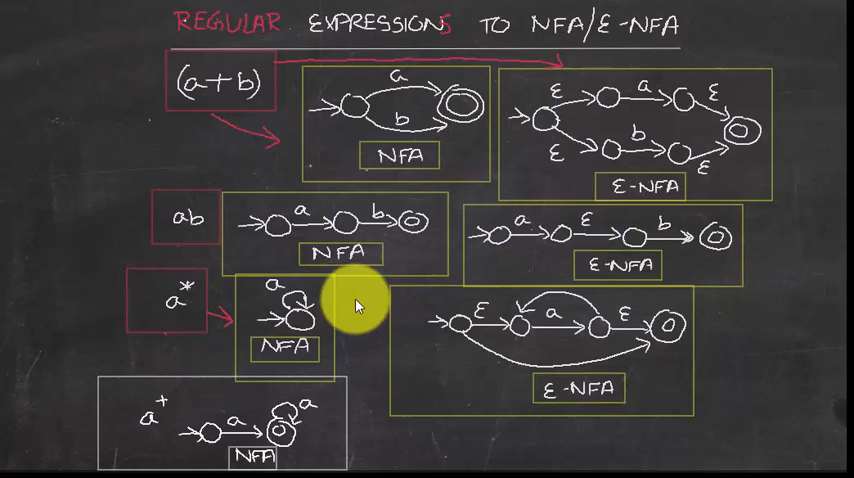 REGULAR EXPRESSIONS TO NFA/ε-NFA
(a+b)
a
b
NFA
ε a ε
ε b ε
ε-NFA
ab
a b
NFA
a ε b
ε-NFA
a*
a
NFA
ε a ε
ε-NFA
a+
a a
NFA